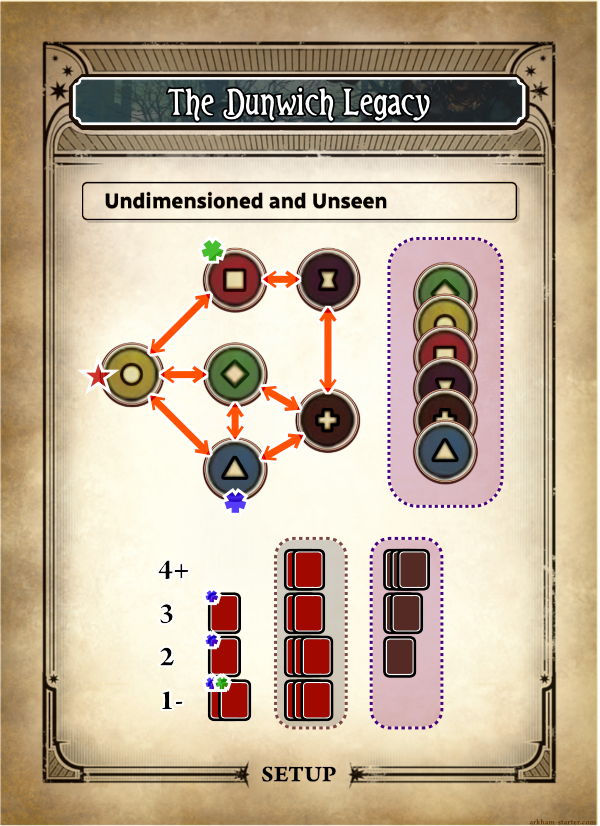 The Dunwich Legacy
Undimensioned and Unseen
4+
3
2
1-
SETUP
arkham-starter.com